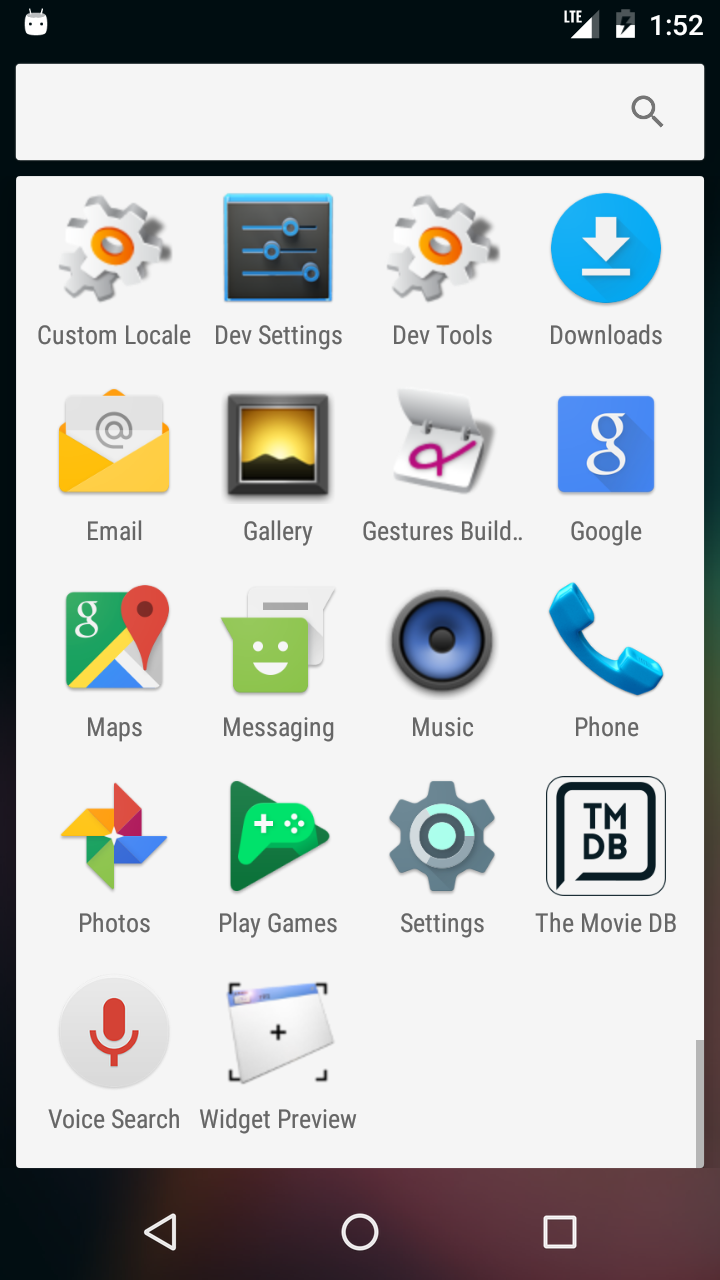 LTE 1:52
Custom Locale Dev Settings Dev Tools Downloads
@
g
Email Gallery Gestures Build.. Google
g
Maps Messaging Music Phone
TM
DB
Photos Play Games Settings The Movie DB
Voice Search Widget Preview